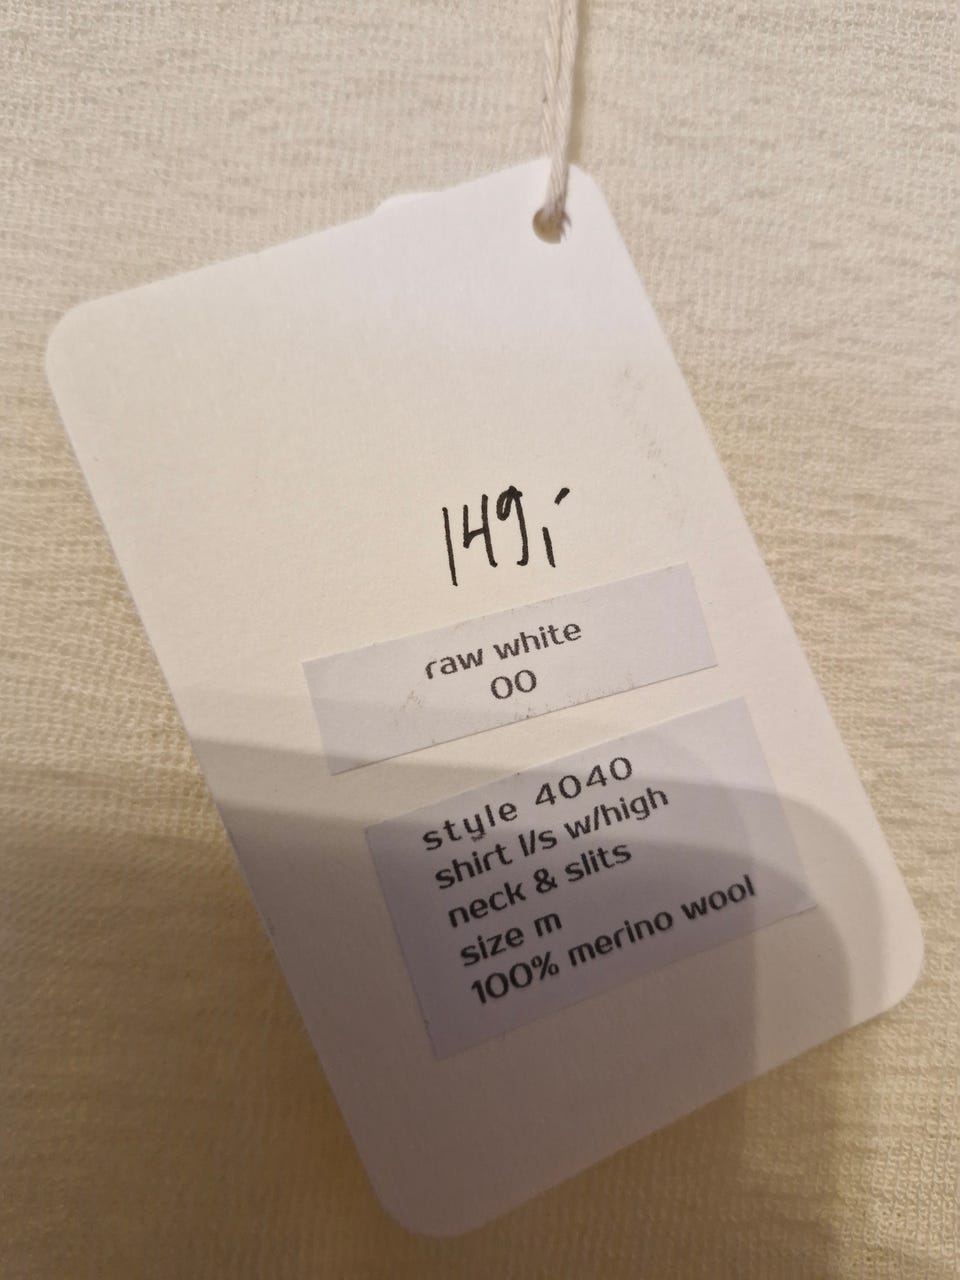 149,-
raw white
00
style 4040
shirt l/s w/high
neck & slits
size m
100% merino wool